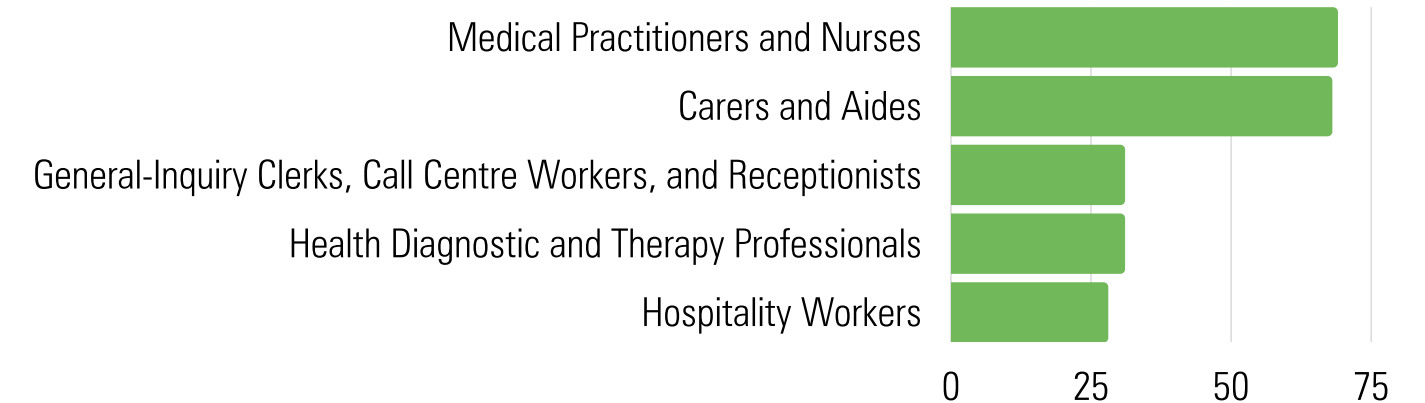 Medical Practitioners and Nurses
Carers and Aides
General-Inquiry Clerks, Call Centre Workers, and Receptionists
Health Diagnostic and Therapy Professionals
Hospitality Workers
0 25 50 75